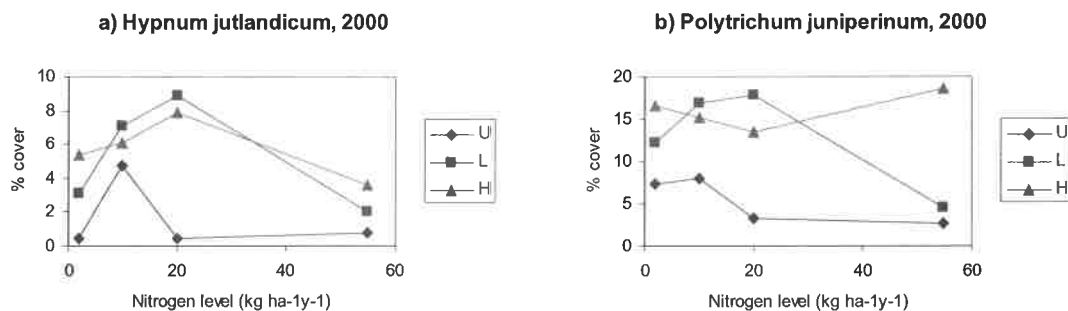 a) Hypnum jutlandicum, 2000
10
8
6
4
2
0
% cover
0 20 40 60
Nitrogen level (kg ha-1y-1)
U
L
H
b) Polytrichum juniperinum, 2000
20
15
10
5
0
% cover
0 20 40 60
Nitrogen level (kg ha-1y-1)
U
L
H